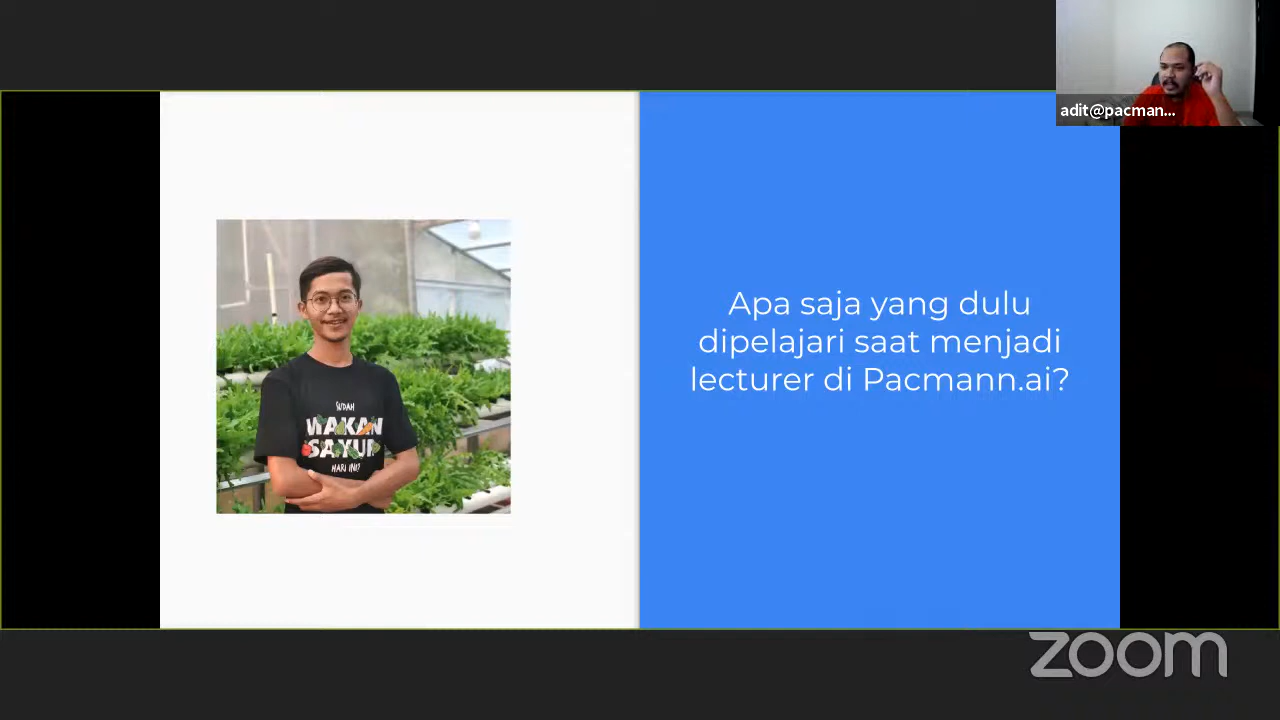 adit@pacman...
SUDAH
MAKAN
SAYUR
HARI INI?
Apa saja yang dulu
dipelajari saat menjadi
lecturer di Pacmann.ai?
zoom